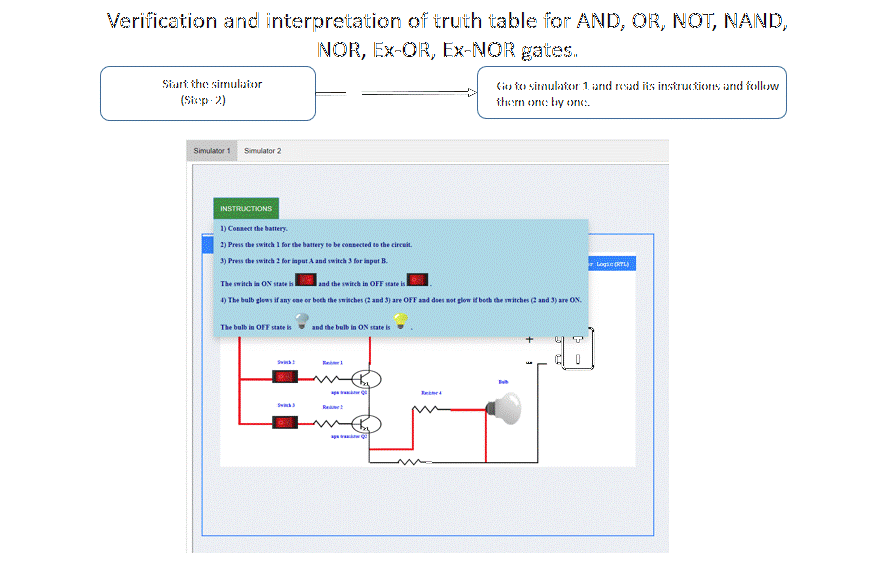 Verification and interpretation of truth table for AND, OR, NOT, NAND,
NOR, Ex-OR, Ex-NOR gates.
Start the simulator
(Step-2)
Go to simulator 1 and read its instructions and follow
them one by one.
Simulator 1 Simulator 2
INSTRUCTIONS
1) Connect the battery.
2) Press the switch 1 for the battery to be connected to the circuit.
3) Press the switch 2 for input A and switch 3 for input B.
The switch in ON state is and the switch in OFF state is .
4) The bulb glows if any one or both the switches (2 and 3) are OFF and does not glow if both the switches (2 and 3) are ON.
The bulb in OFF state is and the bulb in ON state is .
Logic(RTL)
+
-
Switch 2 Resistor 1
npn transistor Q1
Switch 3 Resistor 2
npn transistor Q2
Resistor 4
Bulb